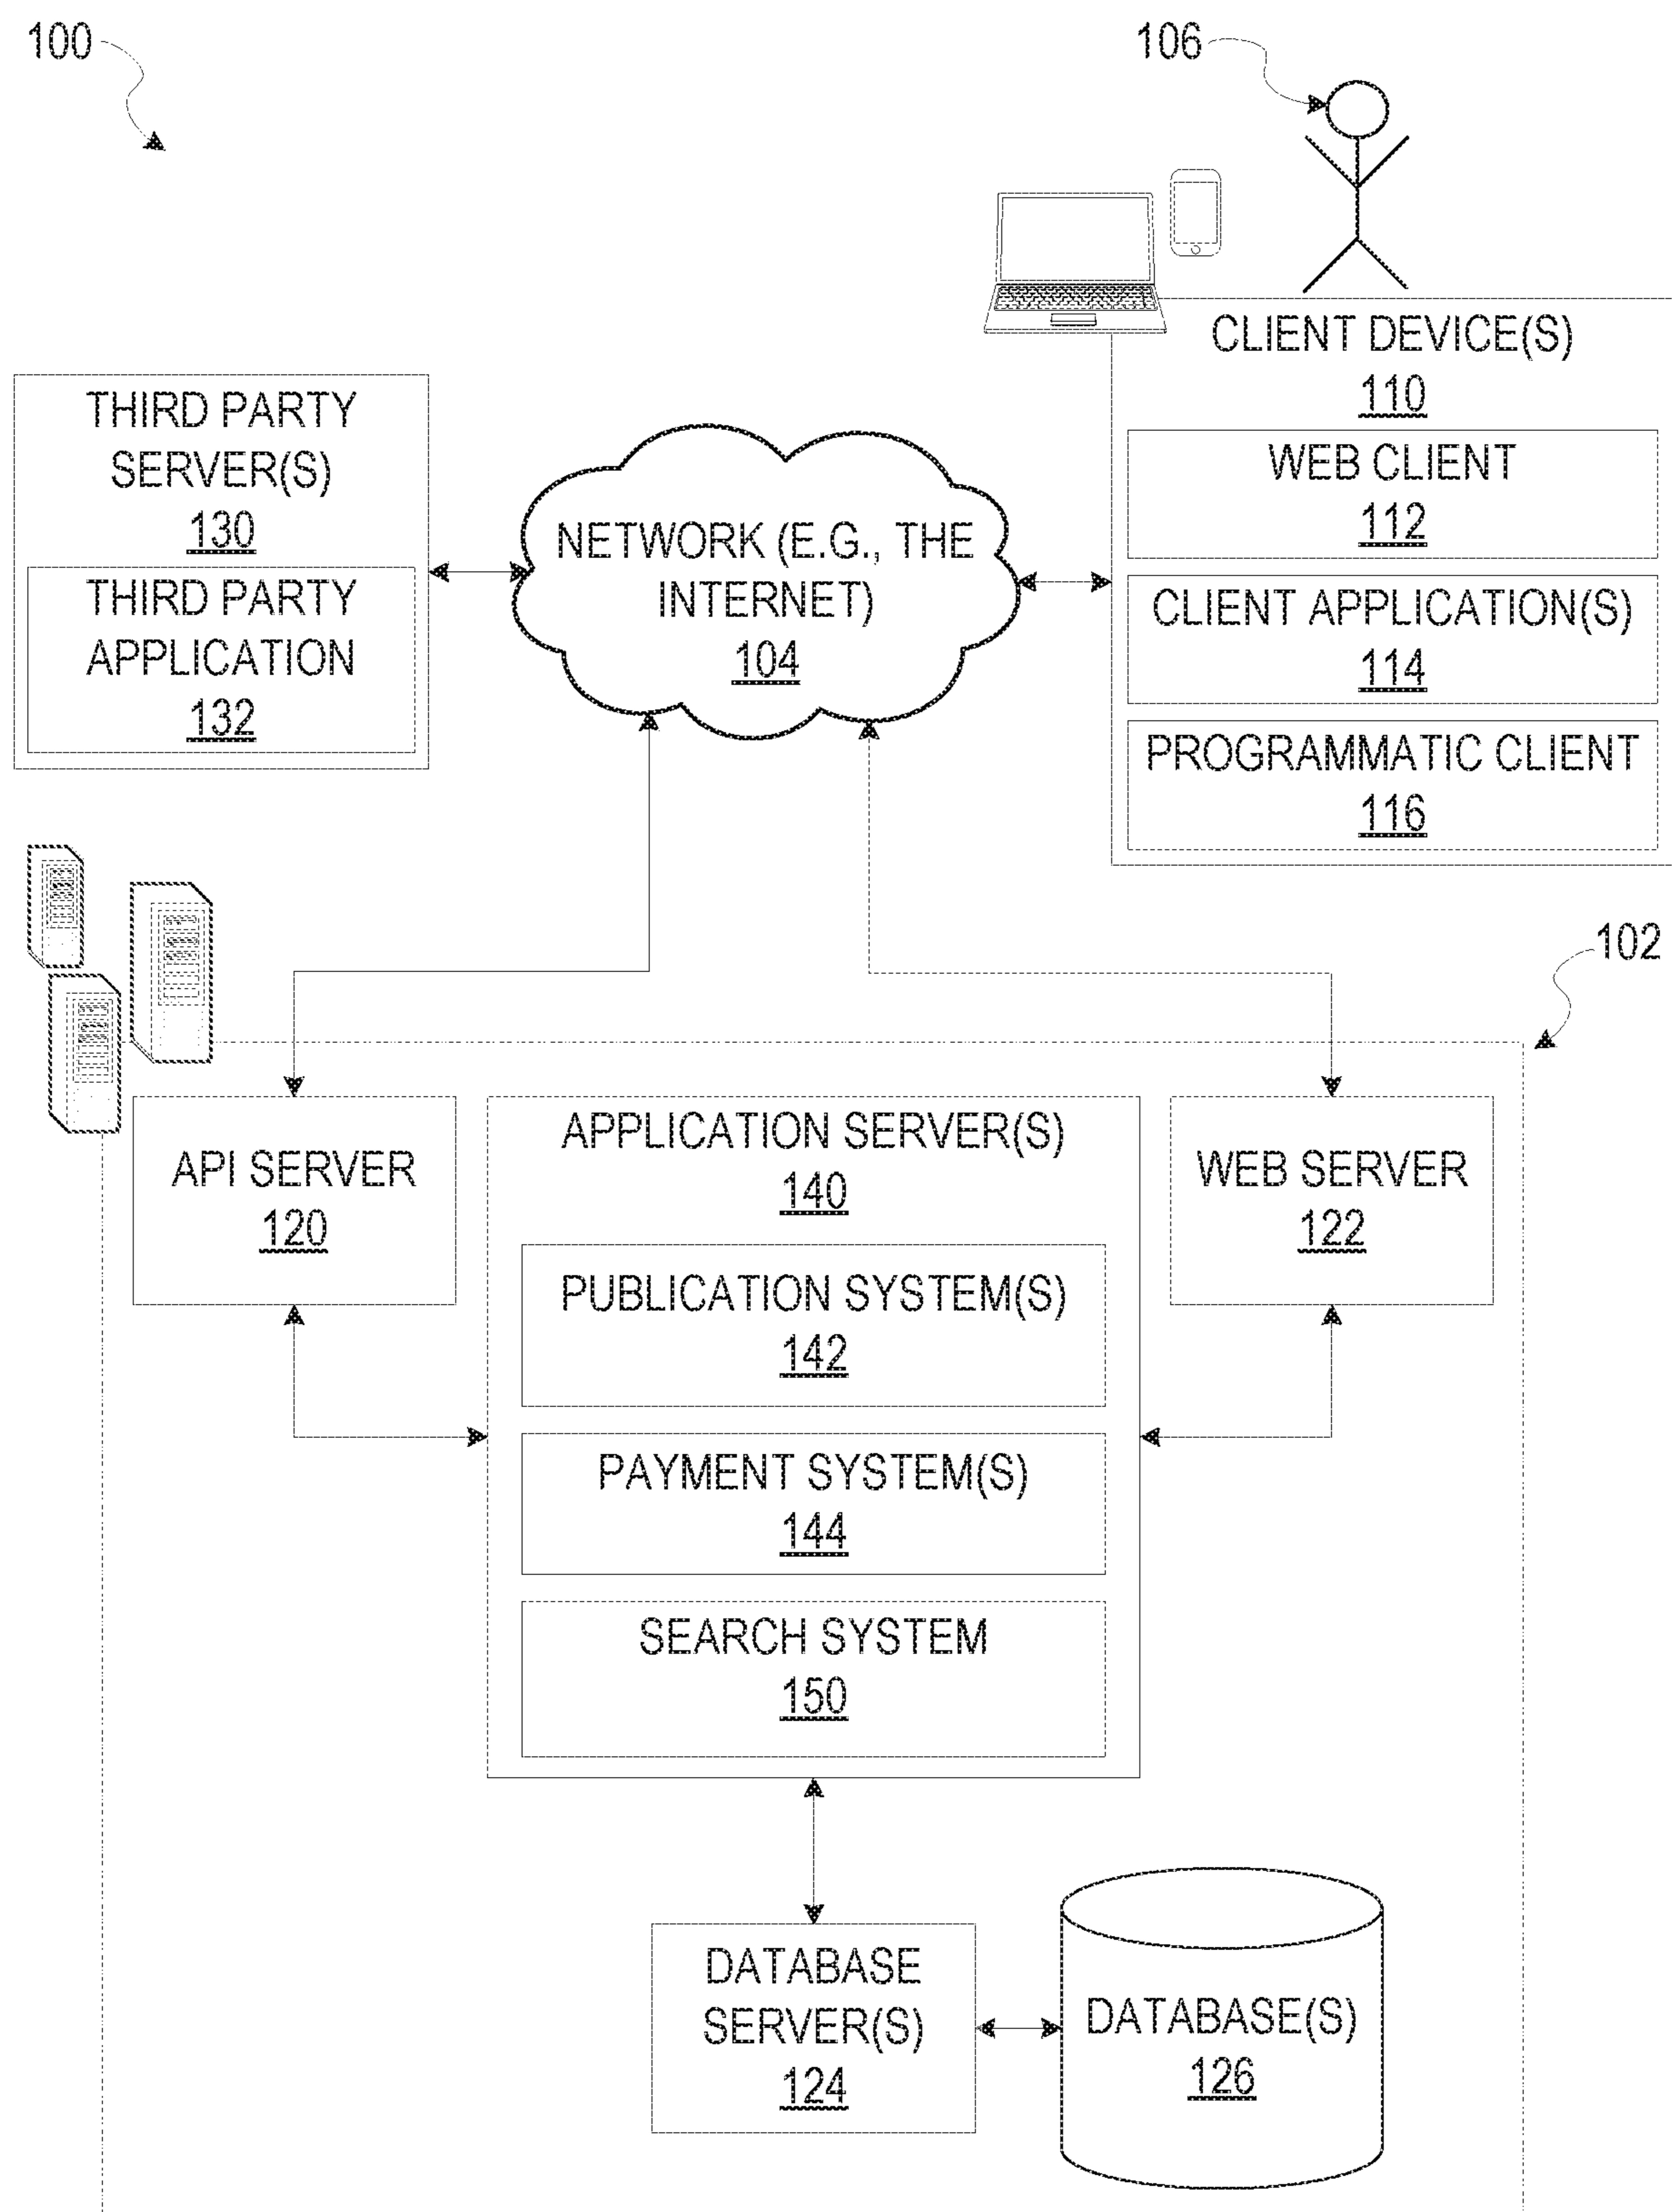 100
106
CLIENT DEVICE(S)
110
WEB CLIENT
112
CLIENT APPLICATION(S)
114
PROGRAMMATIC CLIENT
116
THIRD PARTY
SERVER(S)
130
THIRD PARTY
APPLICATION
132
NETWORK (E.G., THE
INTERNET)
104
102
API SERVER
120
APPLICATION SERVER(S)
140
PUBLICATION SYSTEM(S)
142
PAYMENT SYSTEM(S)
144
SEARCH SYSTEM
150
WEB SERVER
122
DATABASE
SERVER(S)
124
DATABASE(S)
126